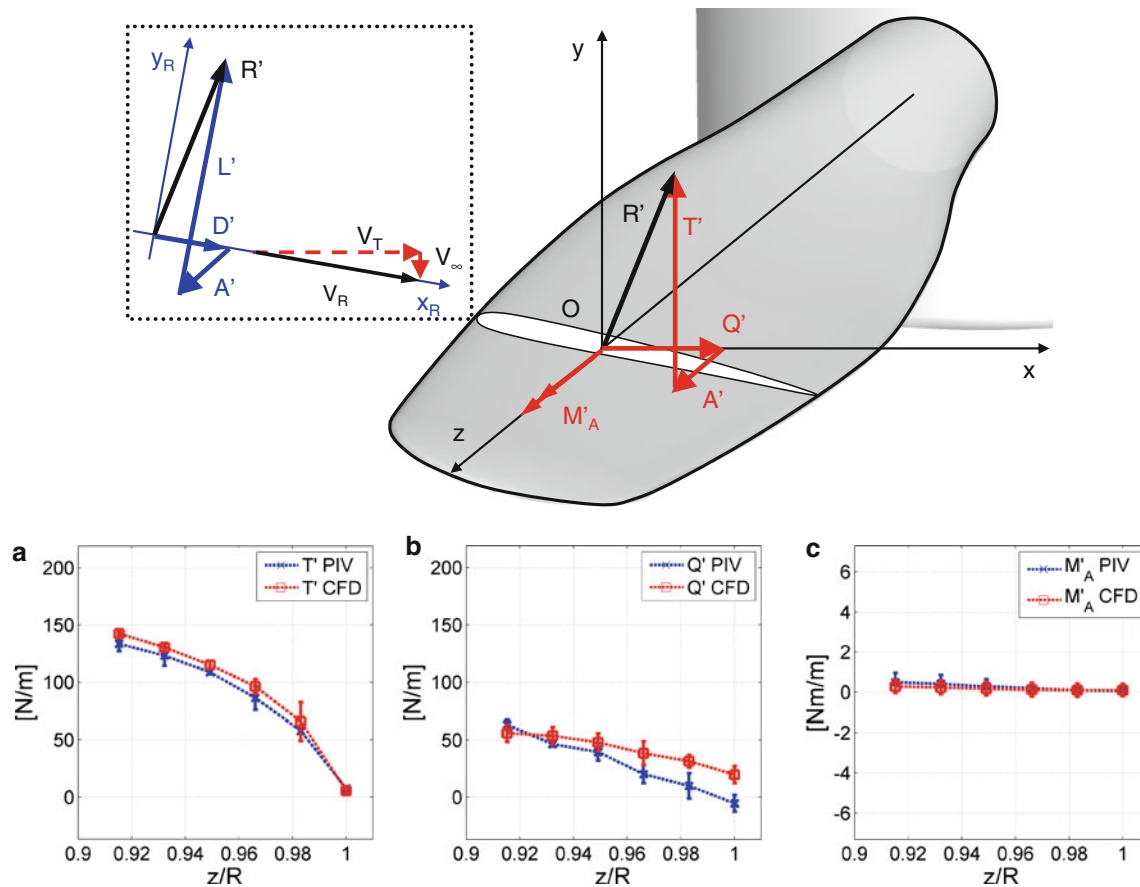 y_R
R'
L'
D'
A'
V_T
V_∞
V_R
x_R
y
R'
T'
O
Q'
x
A'
M'_A
z
a
200
150
100
50
0
[N/m]
T' PIV
T' CFD
0.9 0.92 0.94 0.96 0.98 1
z/R
b
200
150
100
50
0
[N/m]
Q' PIV
Q' CFD
0.9 0.92 0.94 0.96 0.98 1
z/R
c
6
4
2
0
-2
-4
-6
[Nm/m]
M'_A PIV
M'_A CFD
0.9 0.92 0.94 0.96 0.98 1
z/R